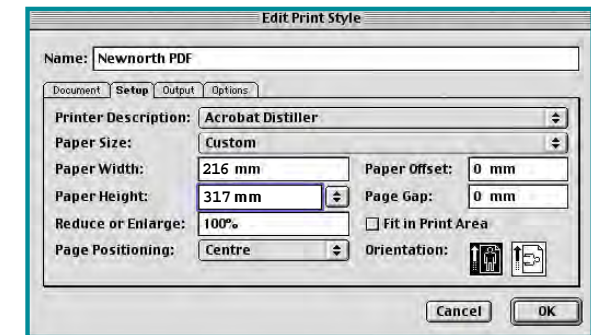 Edit Print Style
Name: Newnorth PDF
Document Setup Output Options
Printer Description: Acrobat Distiller
Paper Size: Custom
Paper Width: 216 mm Paper Offset: 0 mm
Paper Height: 317 mm Page Gap: 0 mm
Reduce or Enlarge: 100% Fit in Print Area
Page Positioning: Centre Orientation:
Cancel OK